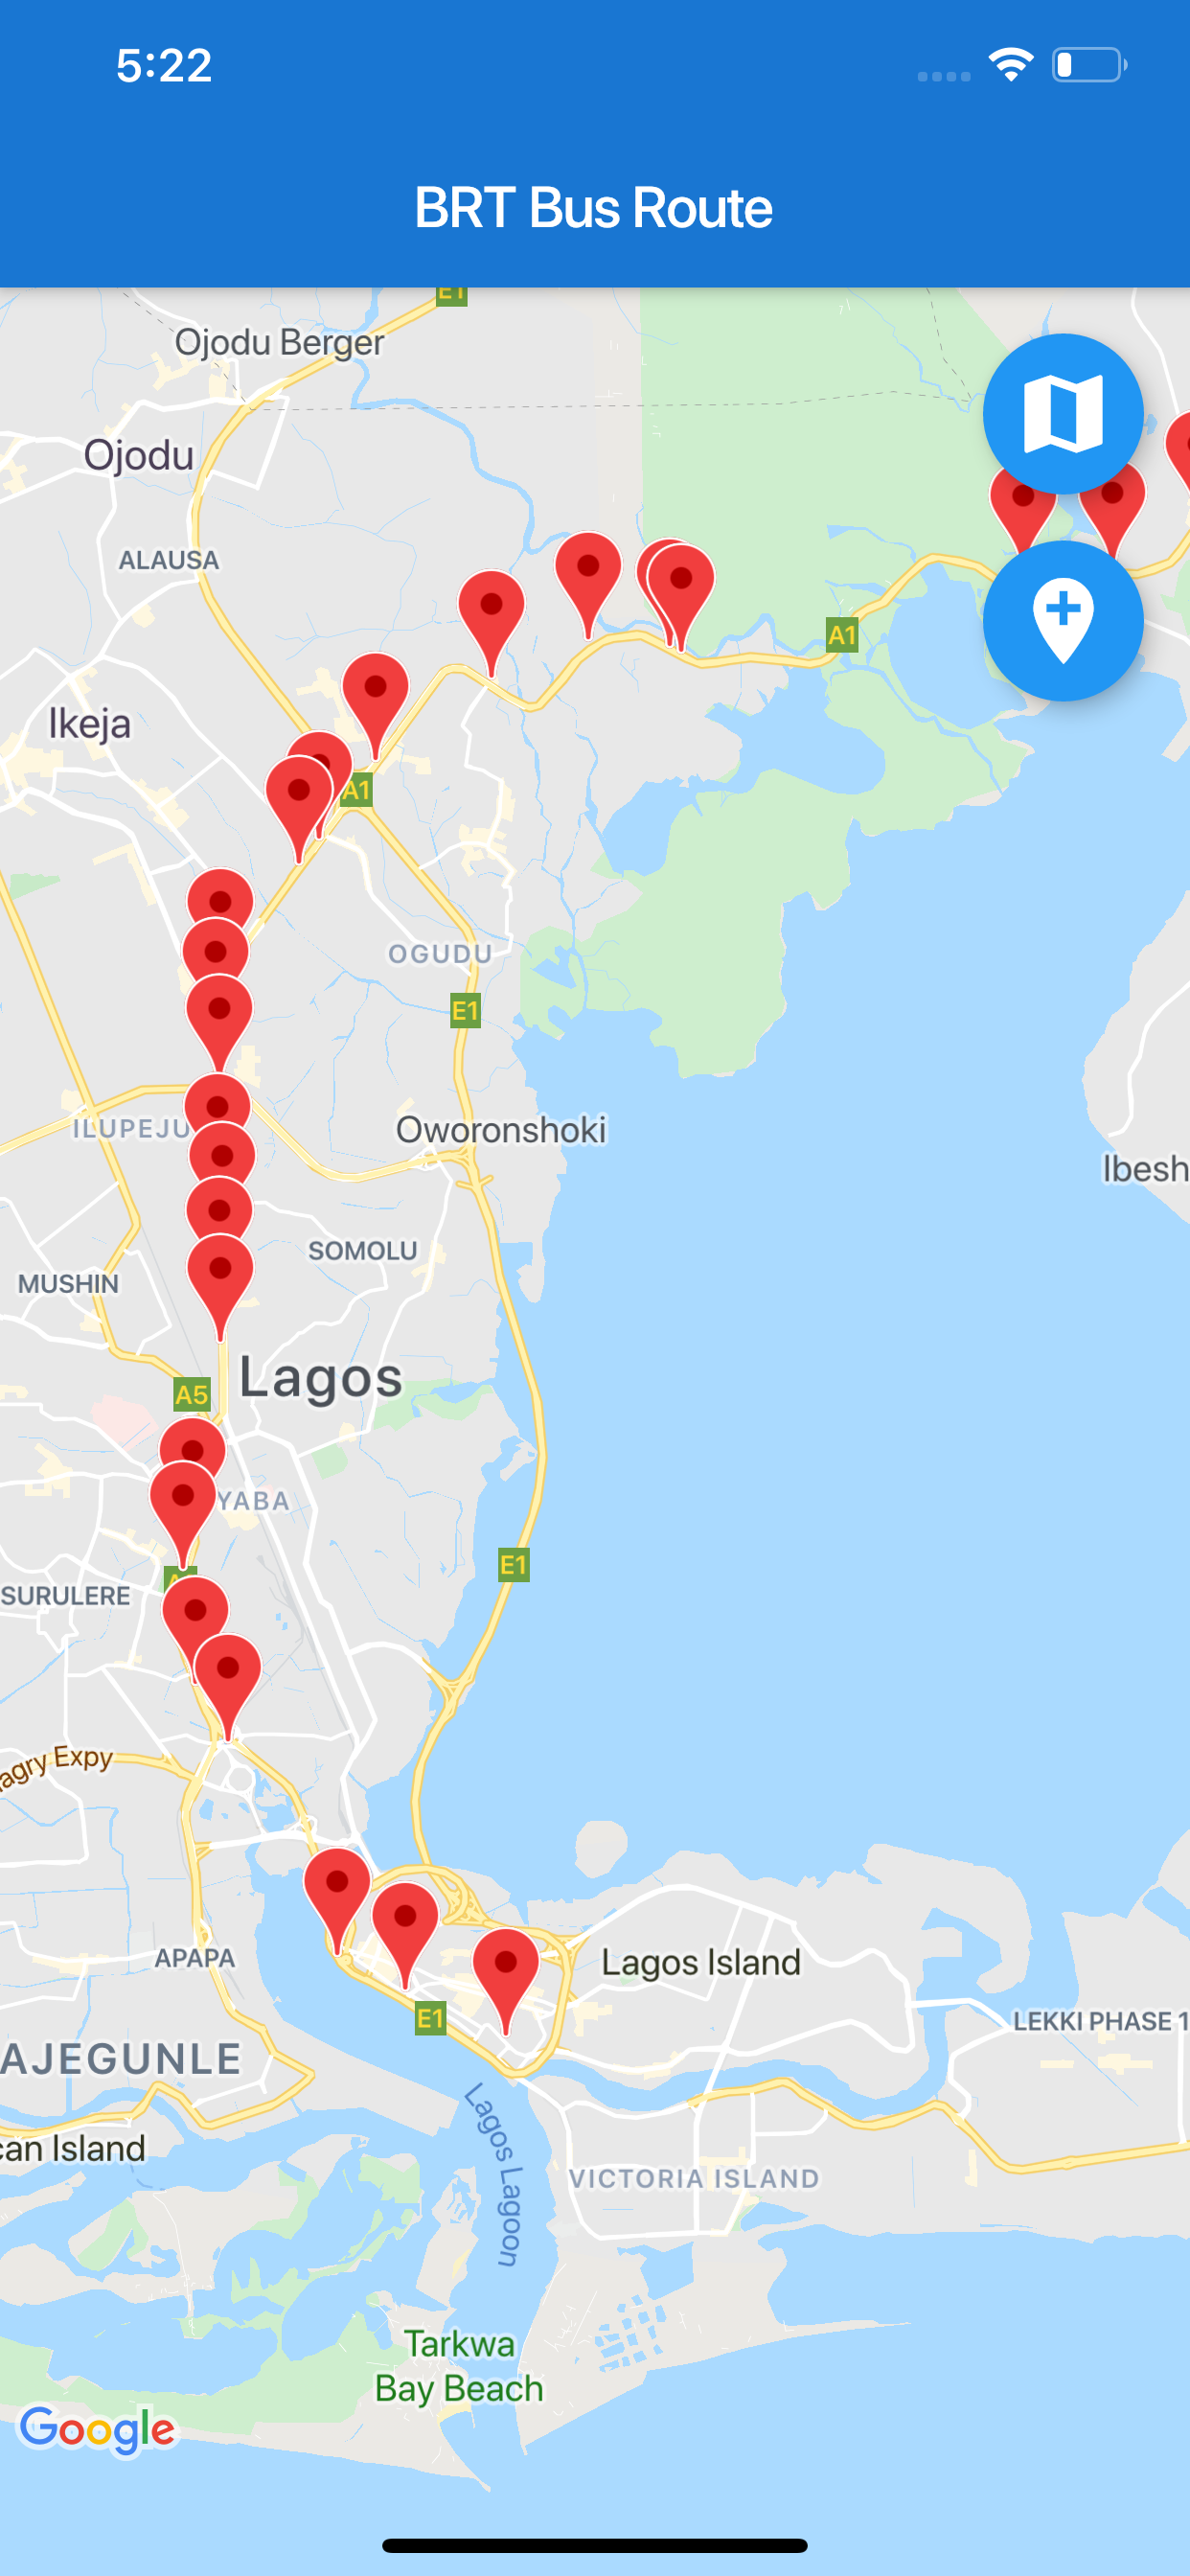 5:22
BRT Bus Route
E1
Ojodu Berger
Ojodu
ALAUSA
A1
Ikeja
A1
OGUDU
E1
ILUPEJU
Oworonshoki
Ibesh
SOMOLU
MUSHIN
Lagos
A5
YABA
E1
SURULERE
agry Expy
APAPA
Lagos Island
E1
LEKKI PHASE 1
AJEGUNLE
can Island
Lagos Lagoon
VICTORIA ISLAND
Tarkwa
Bay Beach
Google